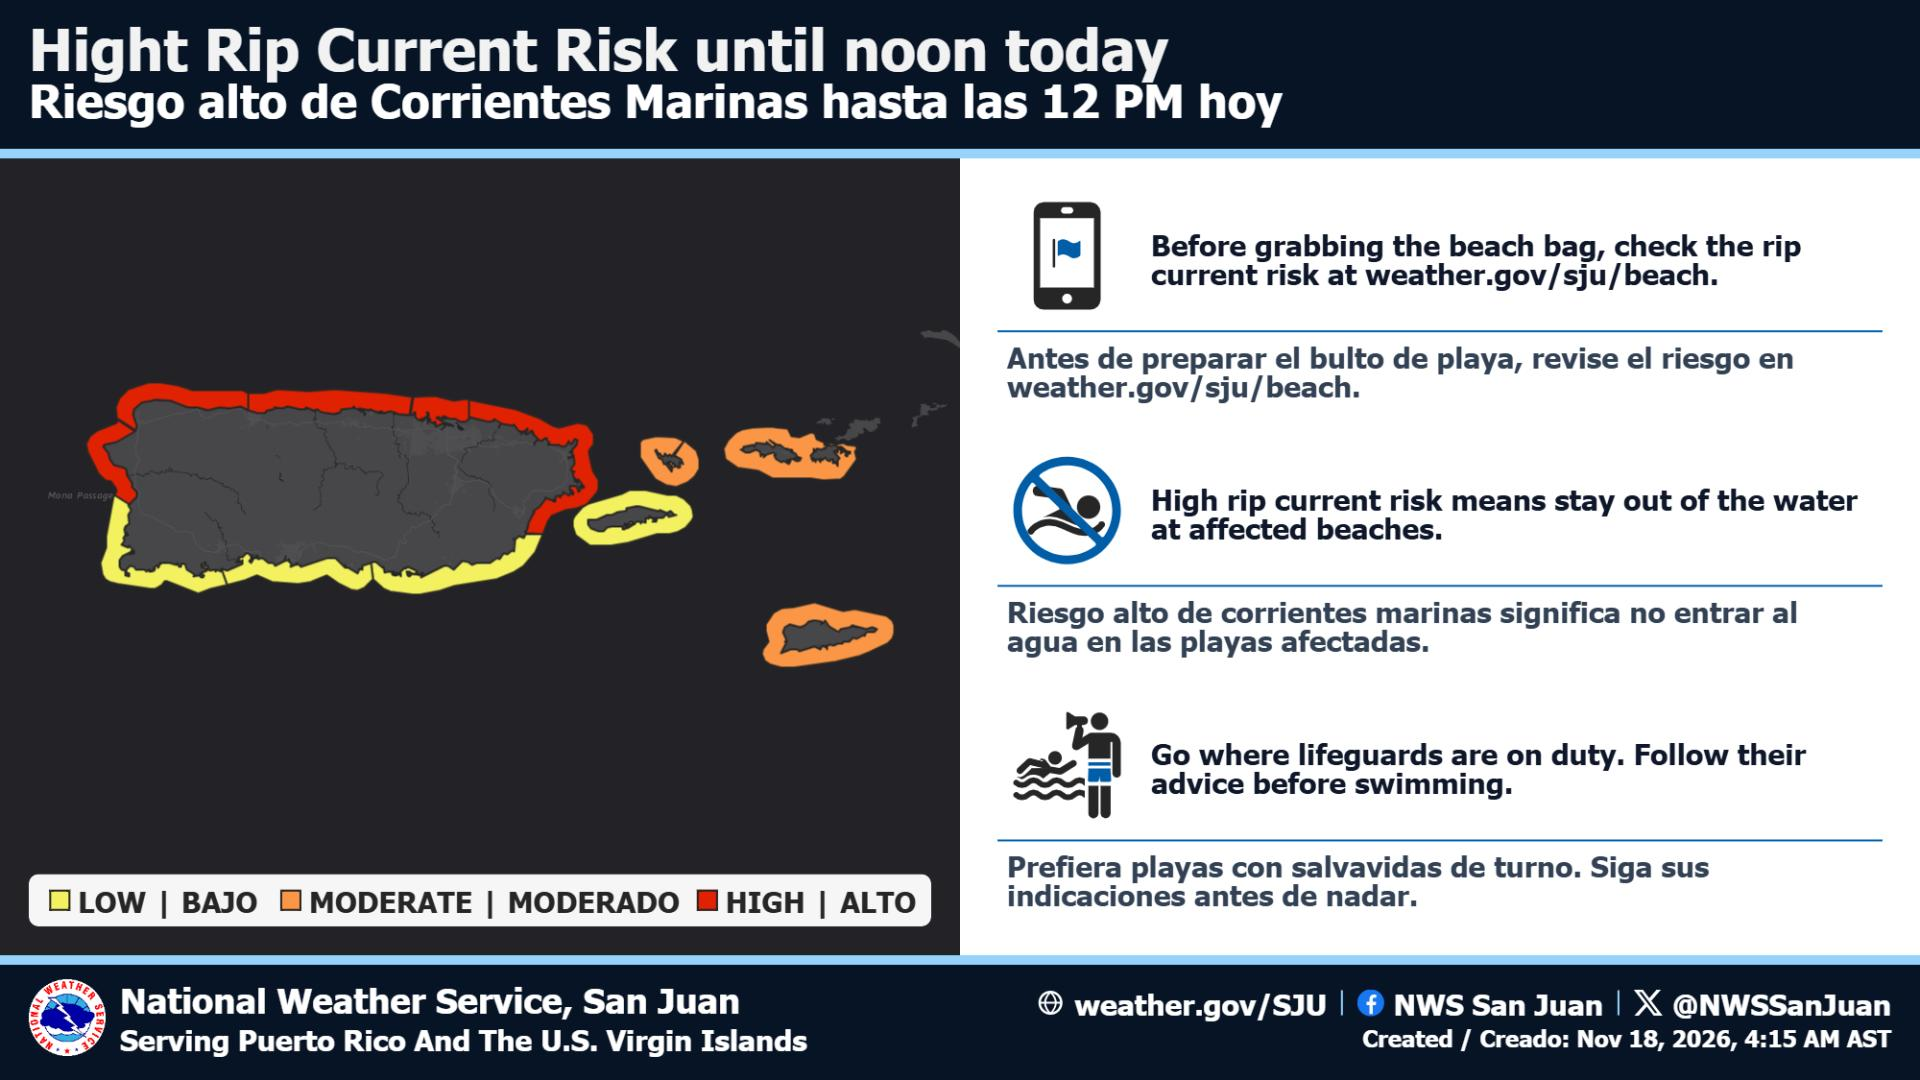 Hight Rip Current Risk until noon today
Riesgo alto de Corrientes Marinas hasta las 12 PM hoy
Mona Passage
LOW | BAJO
MODERATE | MODERADO
HIGH | ALTO
Before grabbing the beach bag, check the rip
current risk at weather.gov/sju/beach.
Antes de preparar el bulto de playa, revise el riesgo en
weather.gov/sju/beach.
High rip current risk means stay out of the water
at affected beaches.
Riesgo alto de corrientes marinas significa no entrar al
agua en las playas afectadas.
Go where lifeguards are on duty. Follow their
advice before swimming.
Prefiera playas con salvavidas de turno. Siga sus
indicaciones antes de nadar.
NATIONAL WEATHER SERVICE
National Weather Service, San Juan
Serving Puerto Rico And The U.S. Virgin Islands
weather.gov/SJU | NWS San Juan | @NWSSanJuan
Created / Creado: Nov 18, 2026, 4:15 AM AST